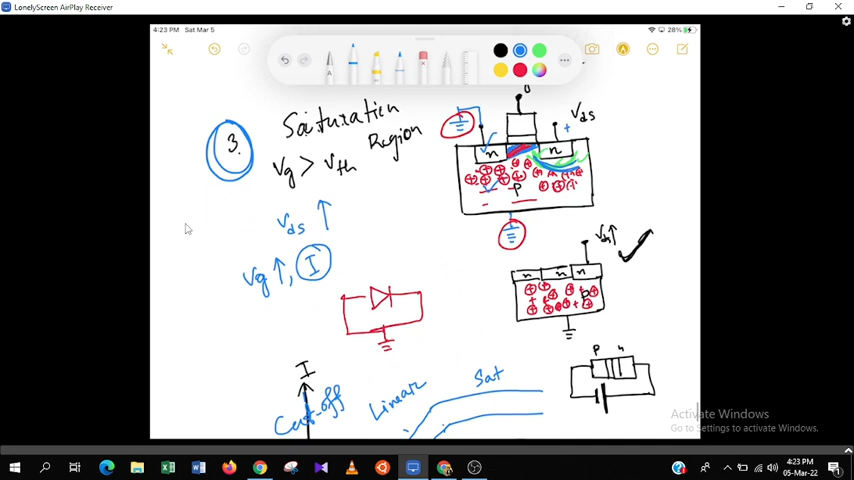 LonelyScreen AirPlay Receiver
4:23 PM Sat Mar 5
28%
3.
Saturation
Region
Vg > Vth
Vds ↑
Vg ↑, I
Vds
+
n
n
P
Vds ↑
n
n
n
P
P
n
I
Cut-off
Linear
Sat
Activate Windows
Go to Settings to activate Windows.
4:23 PM
05-Mar-22